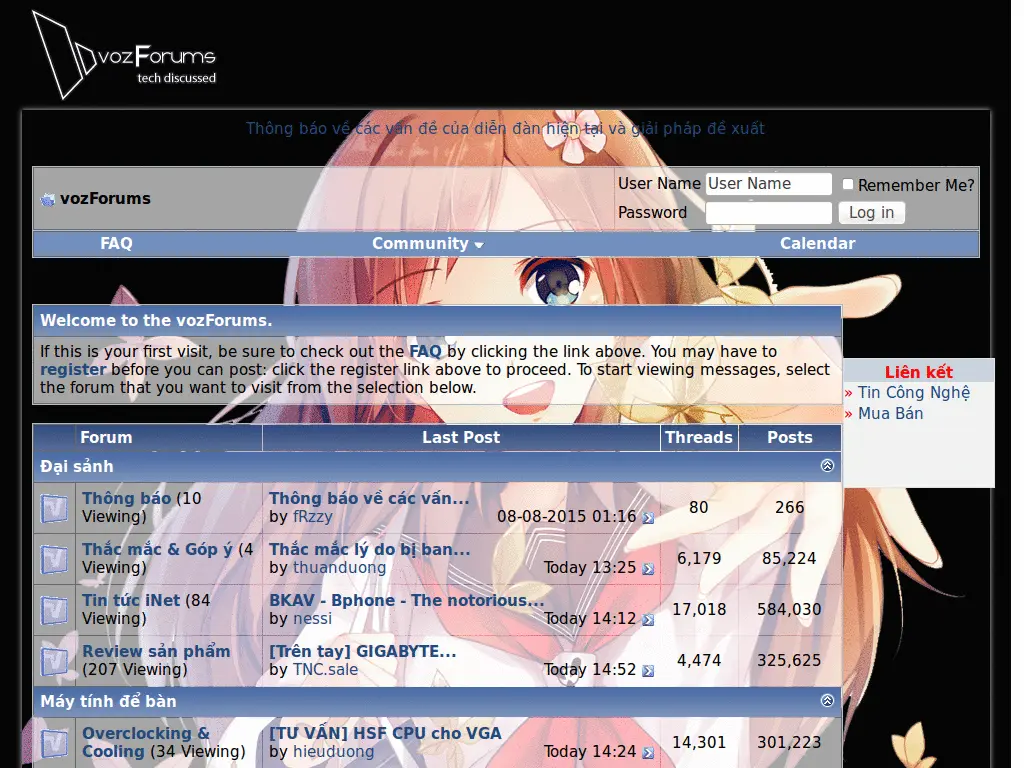 vozForums
tech discussed
Thông báo về các vấn đề của diễn đàn hiện tại và giải pháp đề xuất
vozForums
User Name User Name Remember Me?
Password Log in
FAQ Community Calendar
Welcome to the vozForums.
If this is your first visit, be sure to check out the FAQ by clicking the link above. You may have to
register before you can post: click the register link above to proceed. To start viewing messages, select
the forum that you want to visit from the selection below.
Liên kết
» Tin Công Nghệ
» Mua Bán
Forum Last Post Threads Posts
Đại sảnh
Thông báo (10 Viewing) Thông báo về các vấn... 80 266
by fRzzy 08-08-2015 01:16
Thắc mắc & Góp ý (4 Viewing) Thắc mắc lý do bị ban... 6,179 85,224
by thuanduong Today 13:25
Tin tức iNet (84 Viewing) BKAV - Bphone - The notorious... 17,018 584,030
by nessi Today 14:12
Review sản phẩm (207 Viewing) [Trên tay] GIGABYTE... 4,474 325,625
by TNC.sale Today 14:52
Máy tính để bàn
Overclocking & Cooling (34 Viewing) [TƯ VẤN] HSF CPU cho VGA 14,301 301,223
by hieuduong Today 14:24